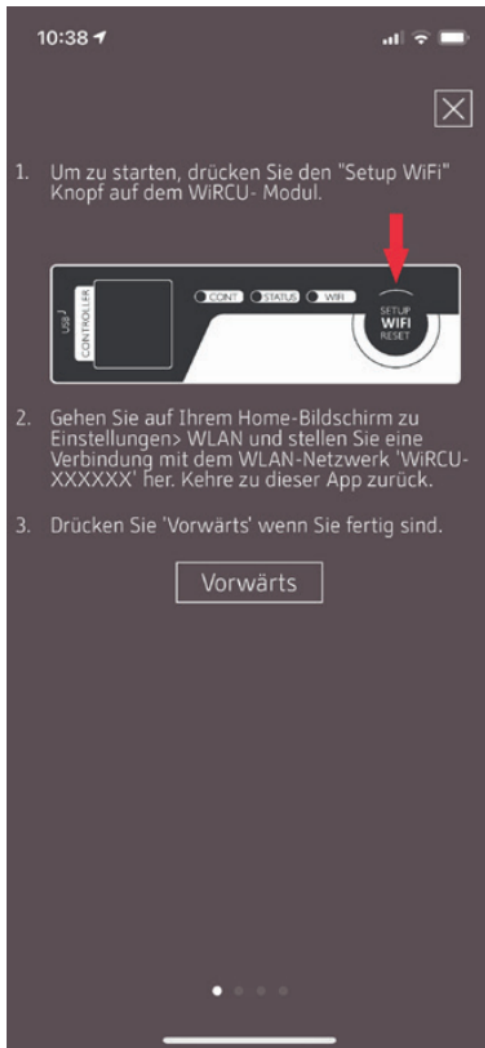 10:38
1. Um zu starten, drücken Sie den "Setup WiFi"
Knopf auf dem WiRCU- Modul.
USB
CONTROLLER
CONT
STATUS
WIFI
SETUP
WIFI
RESET
2. Gehen Sie auf Ihrem Home-Bildschirm zu
Einstellungen> WLAN und stellen Sie eine
Verbindung mit dem WLAN-Netzwerk 'WiRCU-
XXXXXX' her. Kehre zu dieser App zurück.
3. Drücken Sie 'Vorwärts' wenn Sie fertig sind.
Vorwärts